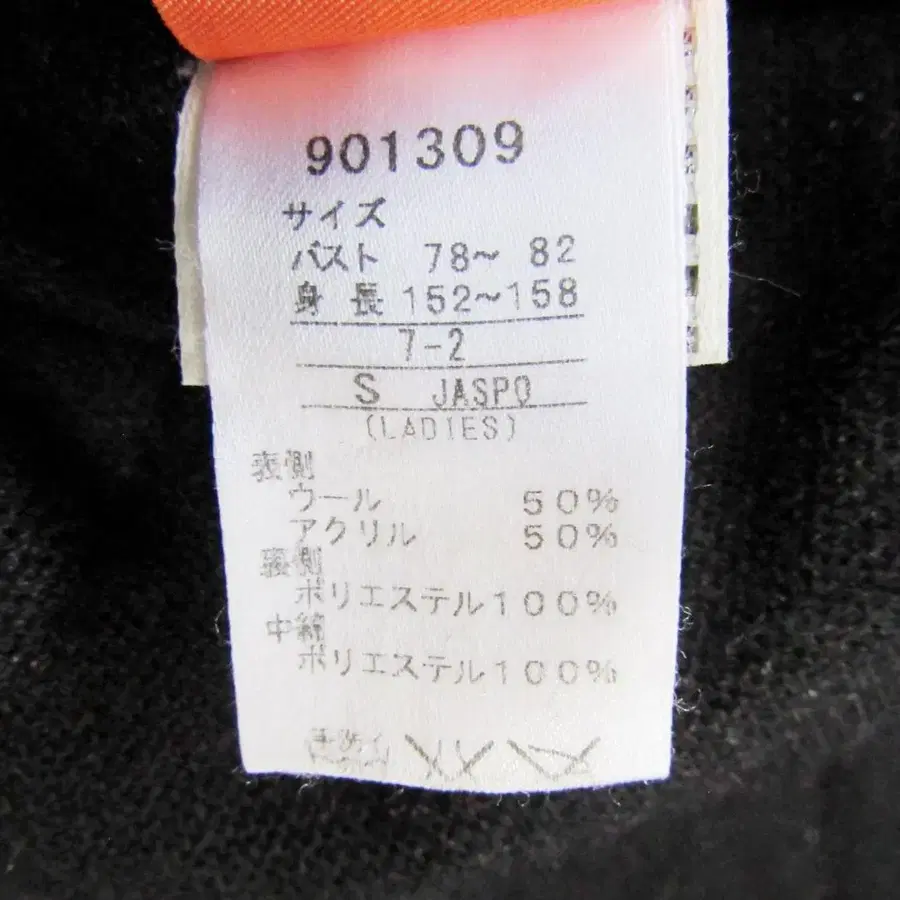 901309
サイズ
バスト 78~ 82
身 長 152~158
7-2
S JASPO
(LADIES)
表側
ウール 50%
アクリル 50%
裏側
ポリエステル100%
中綿
ポリエステル100%